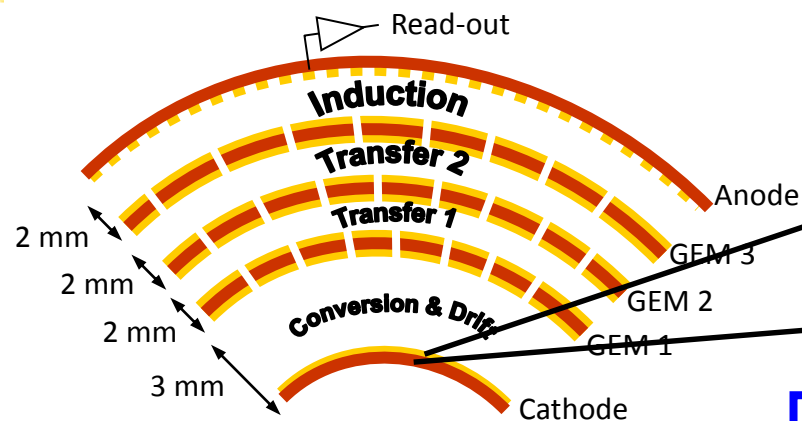 Read-out
Induction
Transfer 2
Anode
Transfer 1
2 mm
GEM 3
2 mm
GEM 2
Conversion & Drift
2 mm
GEM 1
3 mm
Cathode